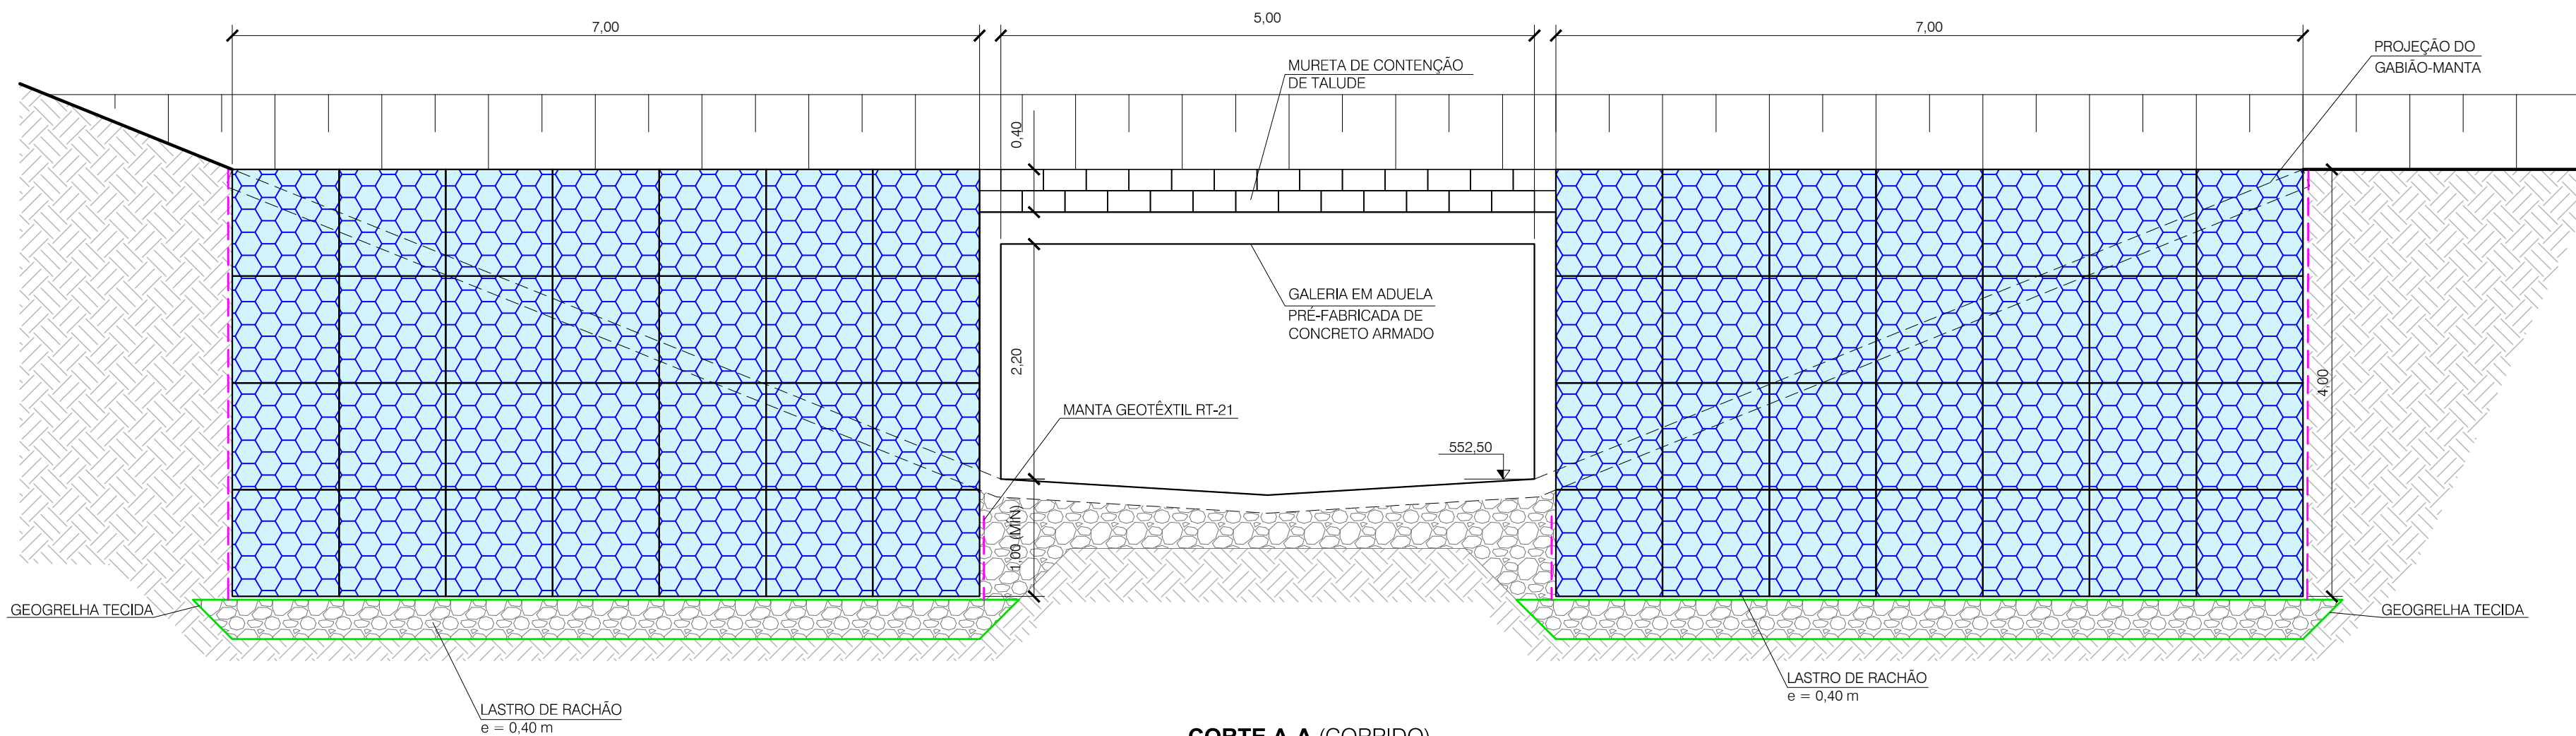 7,00
5,00
7,00
PROJEÇÃO DO
GABIÃO-MANTA
MURETA DE CONTENÇÃO
DE TALUDE
0,40
GALERIA EM ADUELA
PRÉ-FABRICADA DE
CONCRETO ARMADO
2,20
4,00
MANTA GEOTÊXTIL RT-21
552,50
1,00 (MÍN)
GEOGRELHA TECIDA
GEOGRELHA TECIDA
LASTRO DE RACHÃO
e = 0,40 m
LASTRO DE RACHÃO
e = 0,40 m
CORTE A-A (CORRIDO)